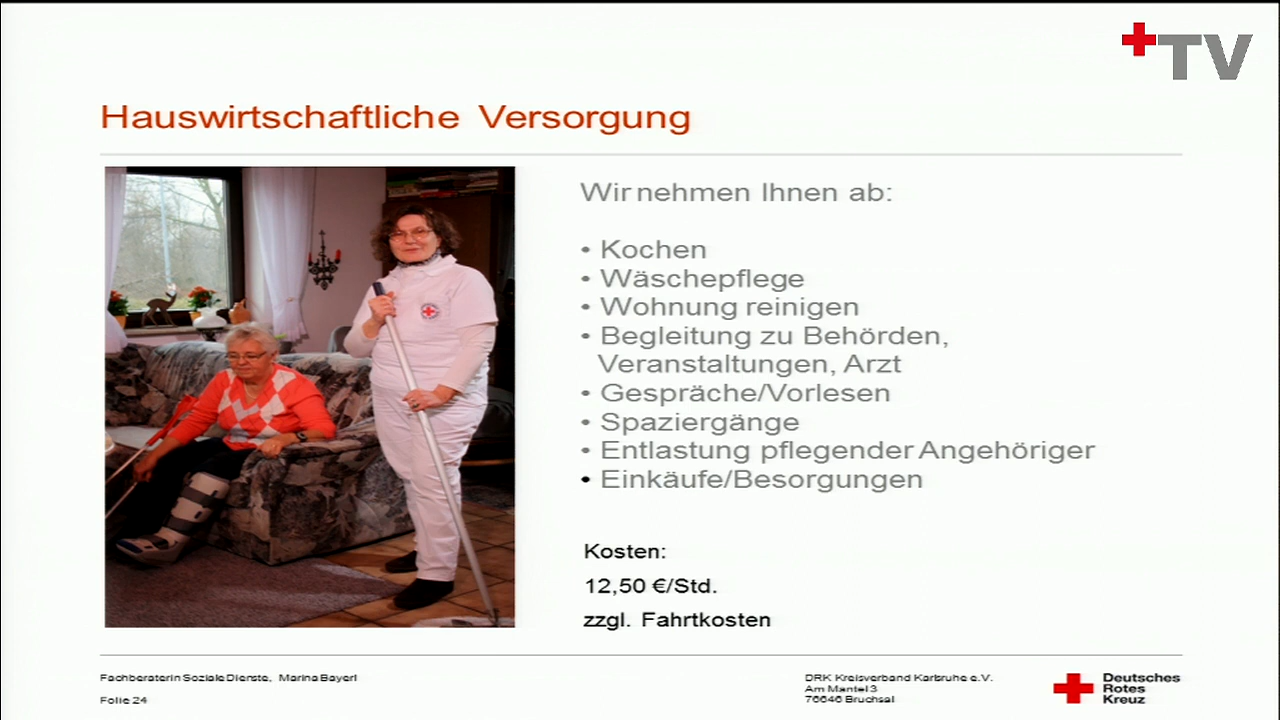 TV
Hauswirtschaftliche Versorgung
Wir nehmen Ihnen ab:
• Kochen
• Wäschepflege
• Wohnung reinigen
• Begleitung zu Behörden,
Veranstaltungen, Arzt
• Gespräche/Vorlesen
• Spaziergänge
• Entlastung pflegender Angehöriger
• Einkäufe/Besorgungen
Kosten:
12,50 €/Std.
zzgl. Fahrtkosten
Fachberaterin Soziale Dienste, Marina Bayerl
Folie 24
DRK Kreisverband Karlsruhe e.V.
Am Mantel 3
76646 Bruchsal
Deutsches
Rotes
Kreuz